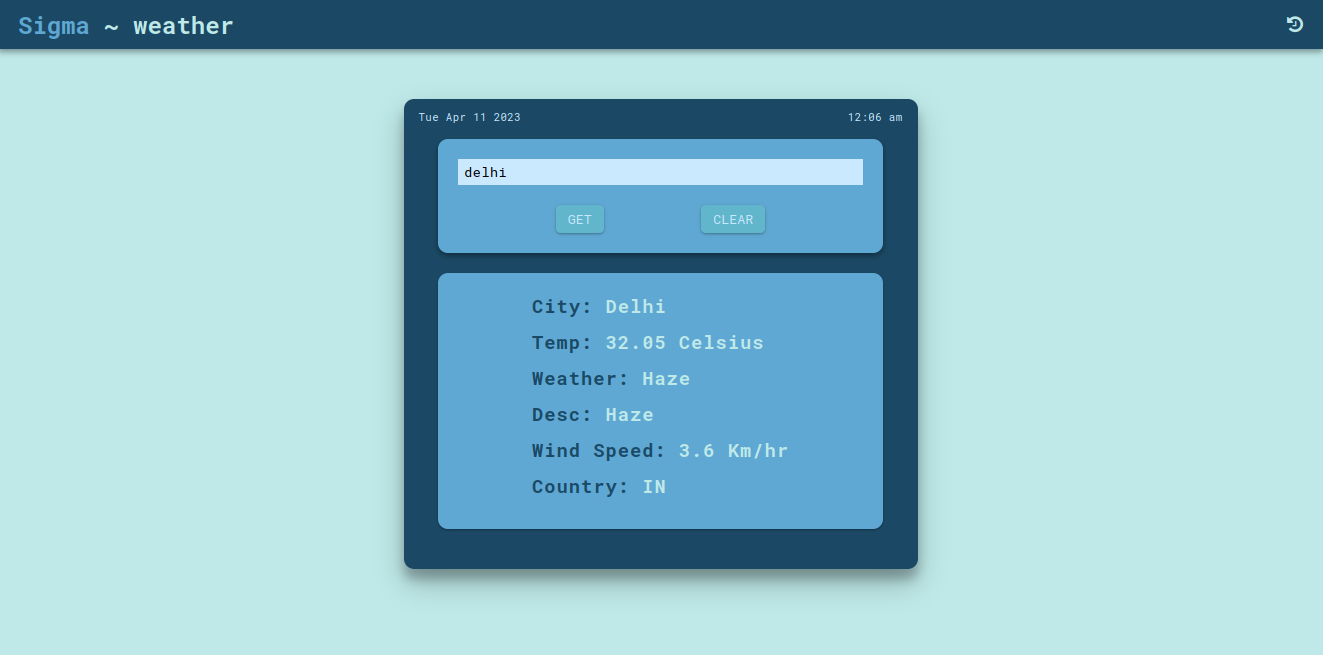 Sigma ~ weather
Tue Apr 11 2023
12:06 am
delhi
GET
CLEAR
City: Delhi
Temp: 32.05 Celsius
Weather: Haze
Desc: Haze
Wind Speed: 3.6 Km/hr
Country: IN